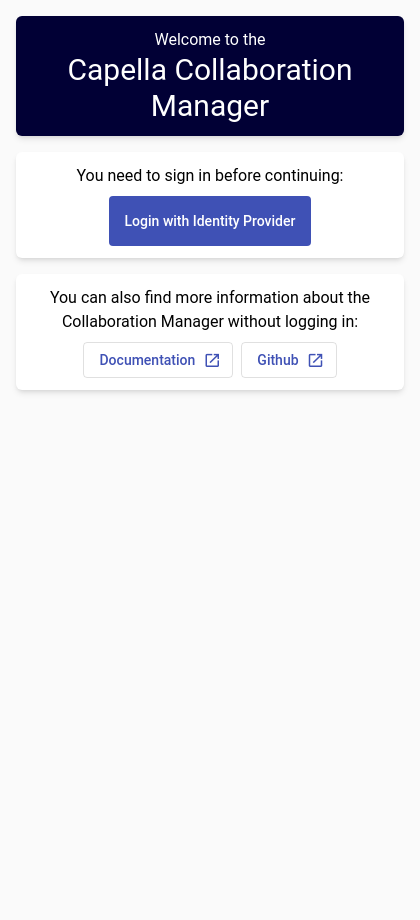 Welcome to the
Capella Collaboration
Manager
You need to sign in before continuing:
Login with Identity Provider
You can also find more information about the
Collaboration Manager without logging in:
Documentation
Github